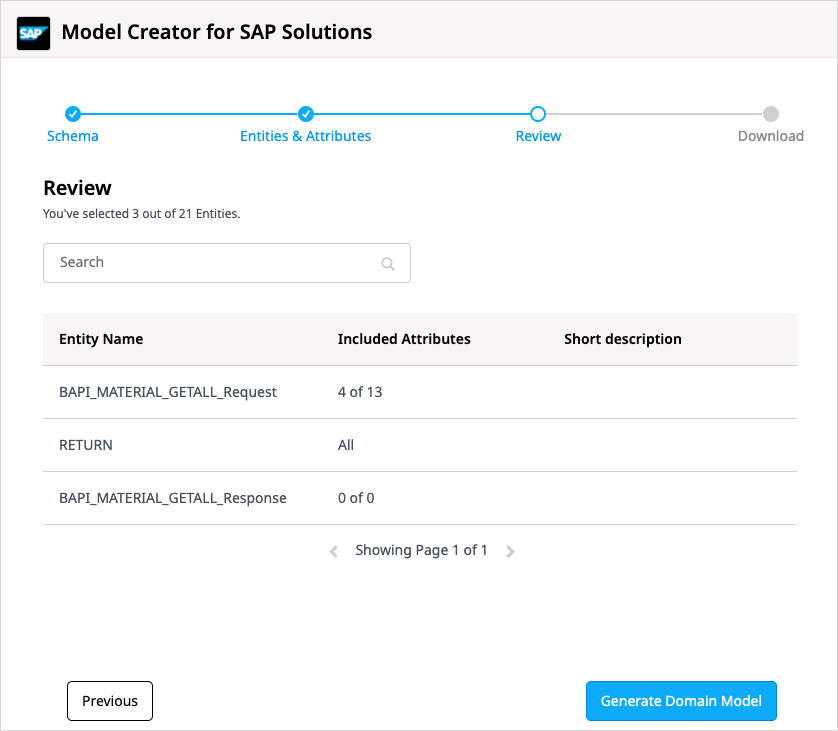 SAP Model Creator for SAP Solutions
Schema Entities & Attributes Review Download
Review
You've selected 3 out of 21 Entities.
Search
Entity Name Included Attributes Short description
BAPI_MATERIAL_GETALL_Request 4 of 13
RETURN All
BAPI_MATERIAL_GETALL_Response 0 of 0
Showing Page 1 of 1
Previous Generate Domain Model